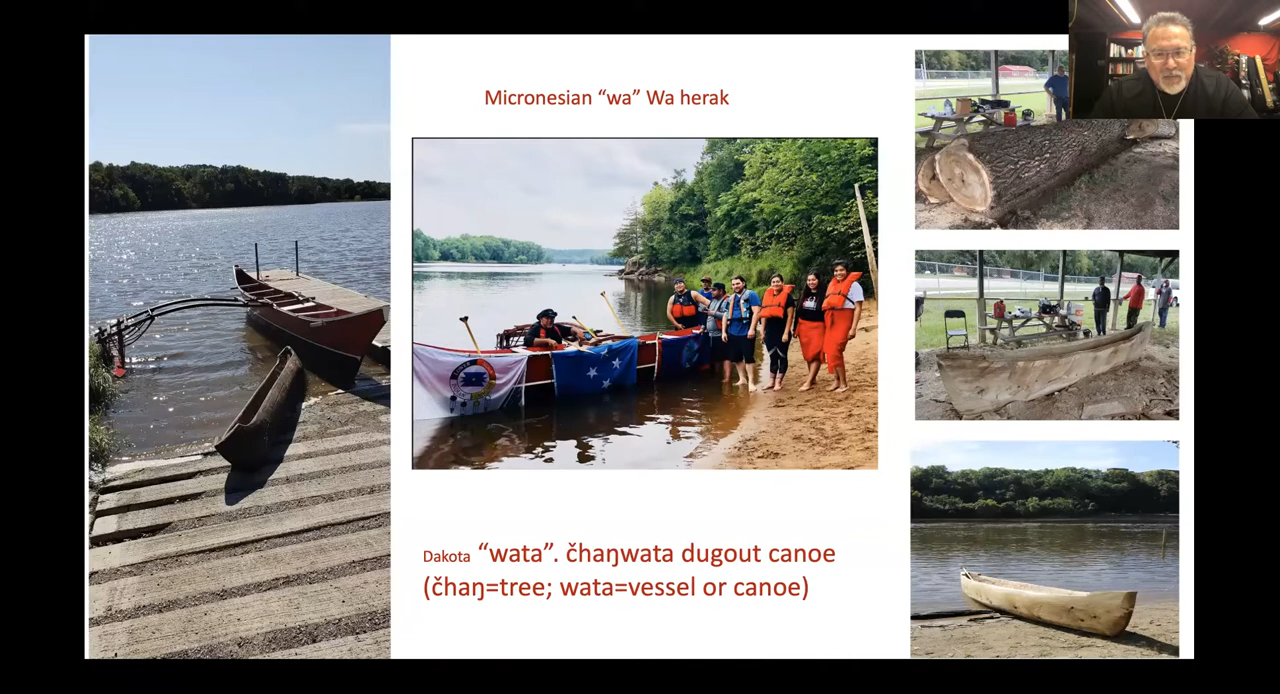 Micronesian “wa” Wa herak
Dakota “wata”. čhaŋwata dugout canoe
(čhaŋ=tree; wata=vessel or canoe)